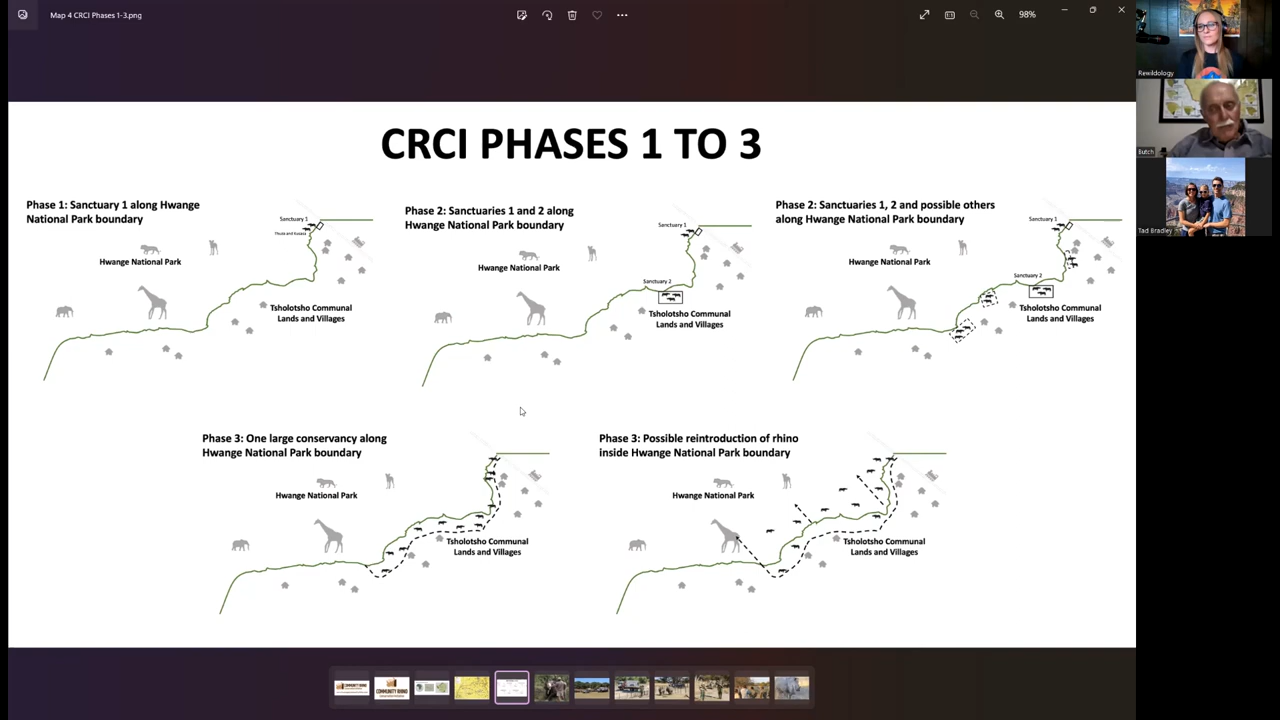 Map 4 CRCI Phases 1-3.png
98%
Rewildology
Butch
Tad Bradley
CRCI PHASES 1 TO 3
Phase 1: Sanctuary 1 along Hwange
National Park boundary
Sanctuary 1
Thuza and Kusasa
Hwange National Park
Tsholotsho Communal
Lands and Villages
Phase 2: Sanctuaries 1 and 2 along
Hwange National Park boundary
Sanctuary 1
Hwange National Park
Sanctuary 2
Tsholotsho Communal
Lands and Villages
Phase 2: Sanctuaries 1, 2 and possible others
along Hwange National Park boundary
Sanctuary 1
Hwange National Park
Sanctuary 2
Tsholotsho Communal
Lands and Villages
Phase 3: One large conservancy along
Hwange National Park boundary
Hwange National Park
Tsholotsho Communal
Lands and Villages
Phase 3: Possible reintroduction of rhino
inside Hwange National Park boundary
Hwange National Park
Tsholotsho Communal
Lands and Villages
COMMUNITY RHINO